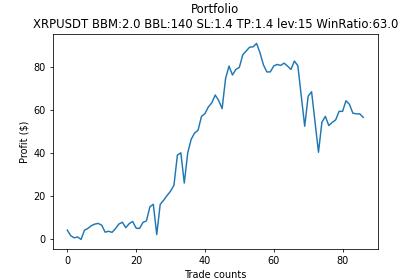 Portfolio
XRPUSDT BBM:2.0 BBL:140 SL:1.4 TP:1.4 lev:15 WinRatio:63.0
Profit ($)
80
60
40
20
0
0
20
40
60
80
Trade counts